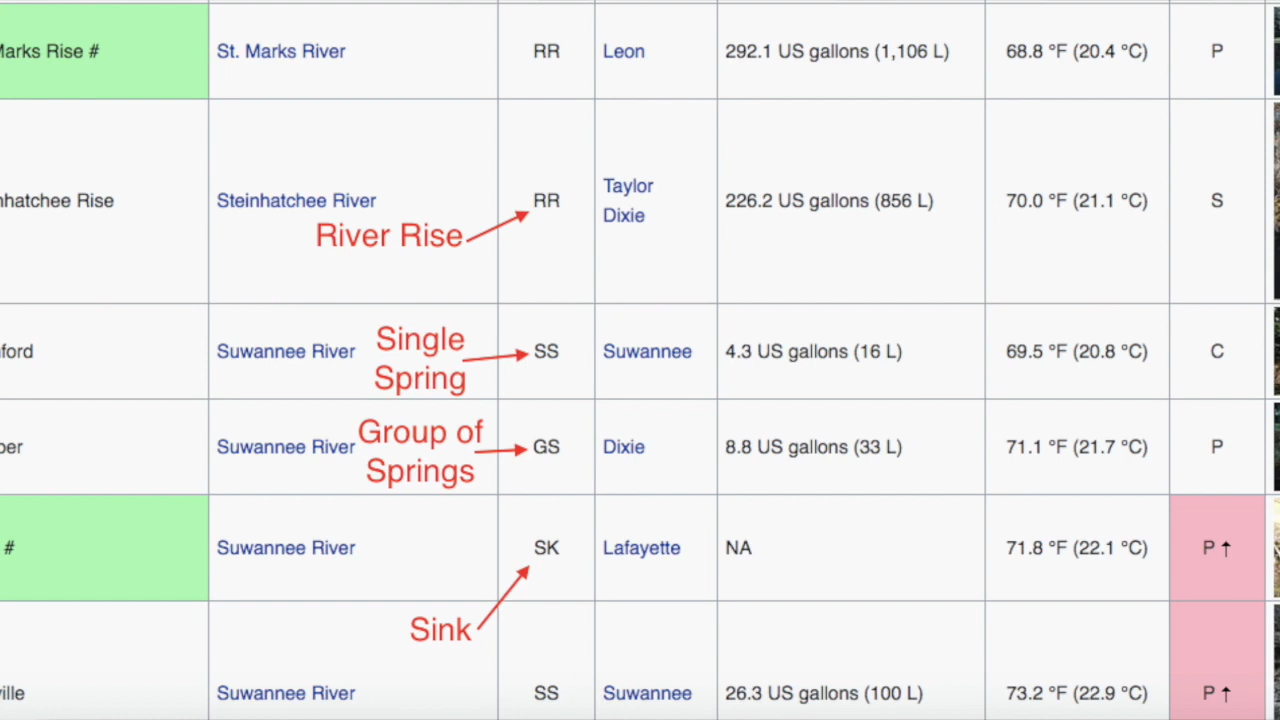 Marks Rise # St. Marks River RR Leon 292.1 US gallons (1,106 L) 68.8 °F (20.4 °C) P
nhatchee Rise Steinhatchee River RR Taylor Dixie 226.2 US gallons (856 L) 70.0 °F (21.1 °C) S
River Rise
ford Suwannee River SS Suwannee 4.3 US gallons (16 L) 69.5 °F (20.8 °C) C
Single
Spring
ber Suwannee River GS Dixie 8.8 US gallons (33 L) 71.1 °F (21.7 °C) P
Group of
Springs
# Suwannee River SK Lafayette NA 71.8 °F (22.1 °C) P ↑
Sink
ville Suwannee River SS Suwannee 26.3 US gallons (100 L) 73.2 °F (22.9 °C) P ↑